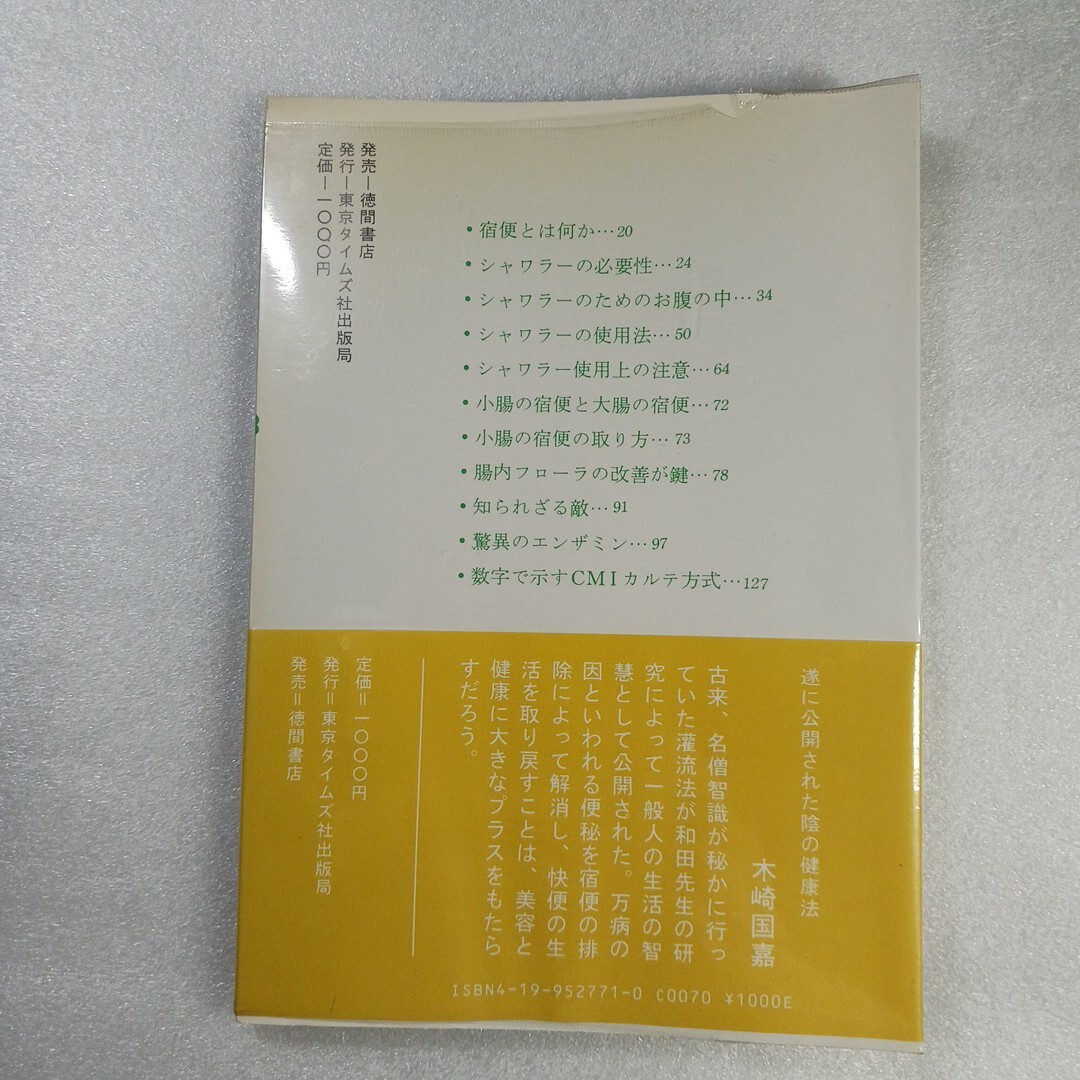 発売―徳間書店
発行―東京タイムズ社出版局
定価―一〇〇〇円
・宿便とは何か…20
・シャワラーの必要性…24
・シャワラーのためのお腹の中…34
・シャワラーの使用法…50
・シャワラー使用上の注意…64
・小腸の宿便と大腸の宿便…72
・小腸の宿便の取り方…73
・腸内フローラの改善が鍵…78
・知られざる敵…91
・驚異のエンザミン…97
・数字で示すCMIカルテ方式…127
遂に公開された陰の健康法
木崎国嘉
古来、名僧智識が秘かに行っ
ていた灌流法が和田先生の研
究によって一般人の生活の智
慧として公開された。万病の
因といわれる便秘を宿便の排
除によって解消し、快便の生
活を取り戻すことは、美容と
健康に大きなプラスをもたら
すだろう。
定価＝一〇〇〇円
発行＝東京タイムズ社出版局
発売＝徳間書店
ISBN4-19-952771-0 C0070 ¥1000E